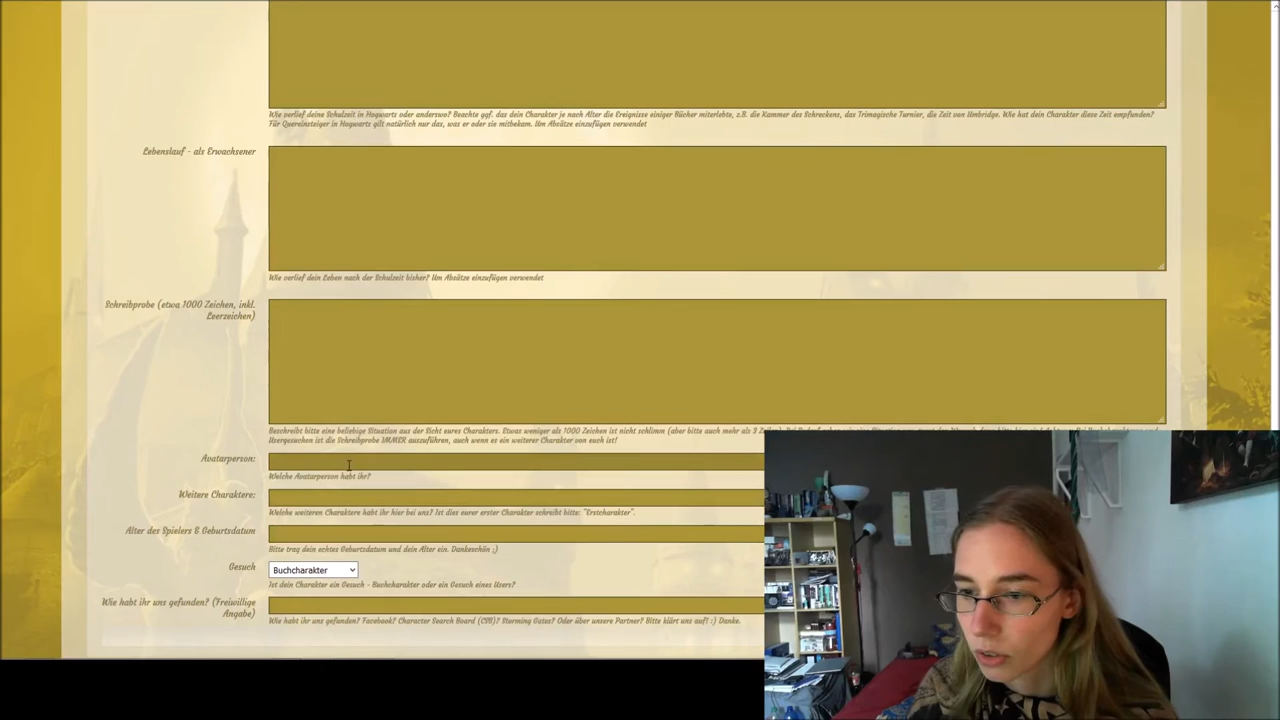 Wie verlief deine Schulzeit in Hogwarts oder anderswo? Beachte ggf. das dein Charakter je nach Alter die Ereignisse einiger Bücher miterlebte, z.B. die Kammer des Schreckens, das Trimagische Turnier, die Zeit von Umbridge. Wie hat dein Charakter diese Zeit empfunden?
Für Quereinsteiger in Hogwarts gilt natürlich nur das, was er oder sie mitbekam. Um Absätze einzufügen verwendet
Lebenslauf - als Erwachsener
Wie verlief dein Leben nach der Schulzeit bisher? Um Absätze einzufügen verwendet
Schreibprobe (etwa 1000 Zeichen, inkl.
Leerzeichen)
Beschreibt bitte eine beliebige Situation aus der Sicht eures Charakters. Etwas weniger als 1000 Zeichen ist nicht schlimm (aber bitte auch mehr als 3
Usergesuchen ist die Schreibprobe IMMER auszuführen, auch wenn es ein weiterer Charakter von euch ist!
Avatarperson:
Welche Avatarperson habt ihr?
Weitere Charaktere:
Welche weiteren Charaktere habt ihr hier bei uns? Ist dies eurer erster Charakter schreibt bitte: "Erstcharakter".
Alter des Spielers & Geburtsdatum
Bitte trag dein echtes Geburtsdatum und dein Alter ein. Dankeschön ;)
Gesuch
Buchcharakter
Ist dein Charakter ein Gesuch - Buchcharakter oder ein Gesuch eines Users?
Wie habt ihr uns gefunden? (Freiwillige
Angabe)
Wie habt ihr uns gefunden? Facebook? Character Search Board (CSB)? Storming Gates? Oder über unsere Partner? Bitte klärt uns auf! :) Danke.